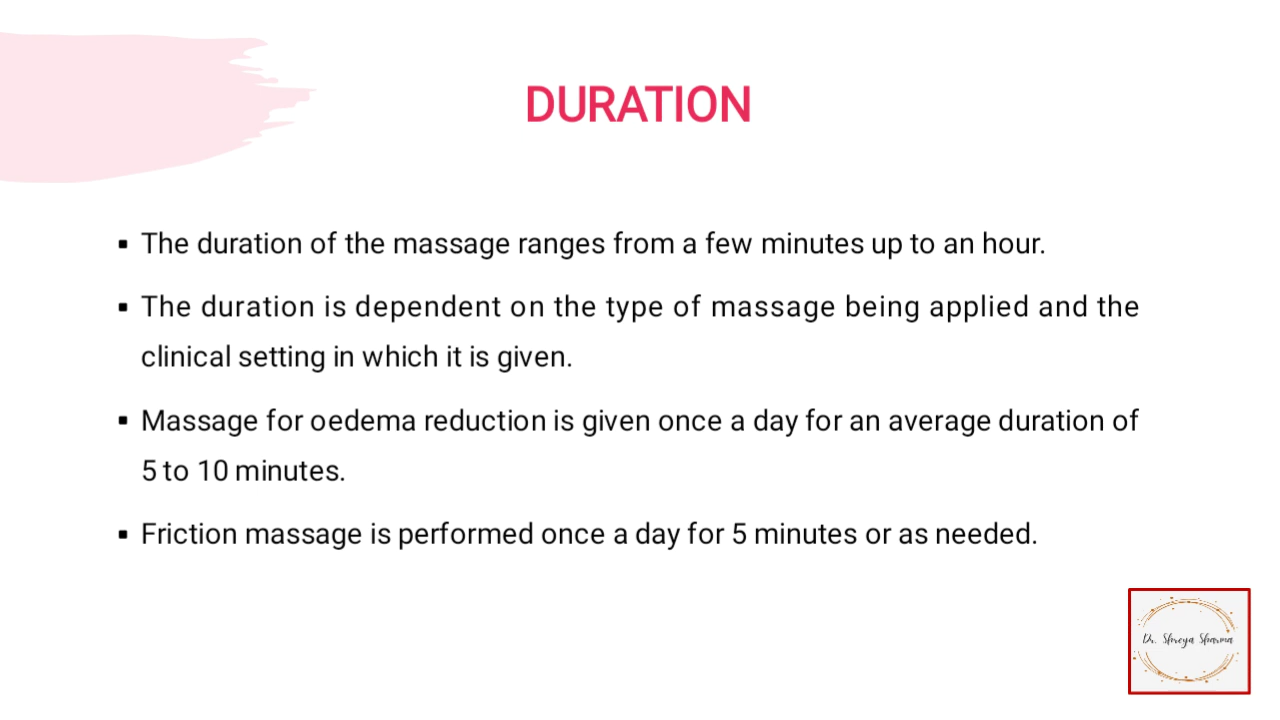 DURATION
▪ The duration of the massage ranges from a few minutes up to an hour.
▪ The duration is dependent on the type of massage being applied and the
clinical setting in which it is given.
▪ Massage for oedema reduction is given once a day for an average duration of
5 to 10 minutes.
▪ Friction massage is performed once a day for 5 minutes or as needed.
Dr. Shreya Sharma